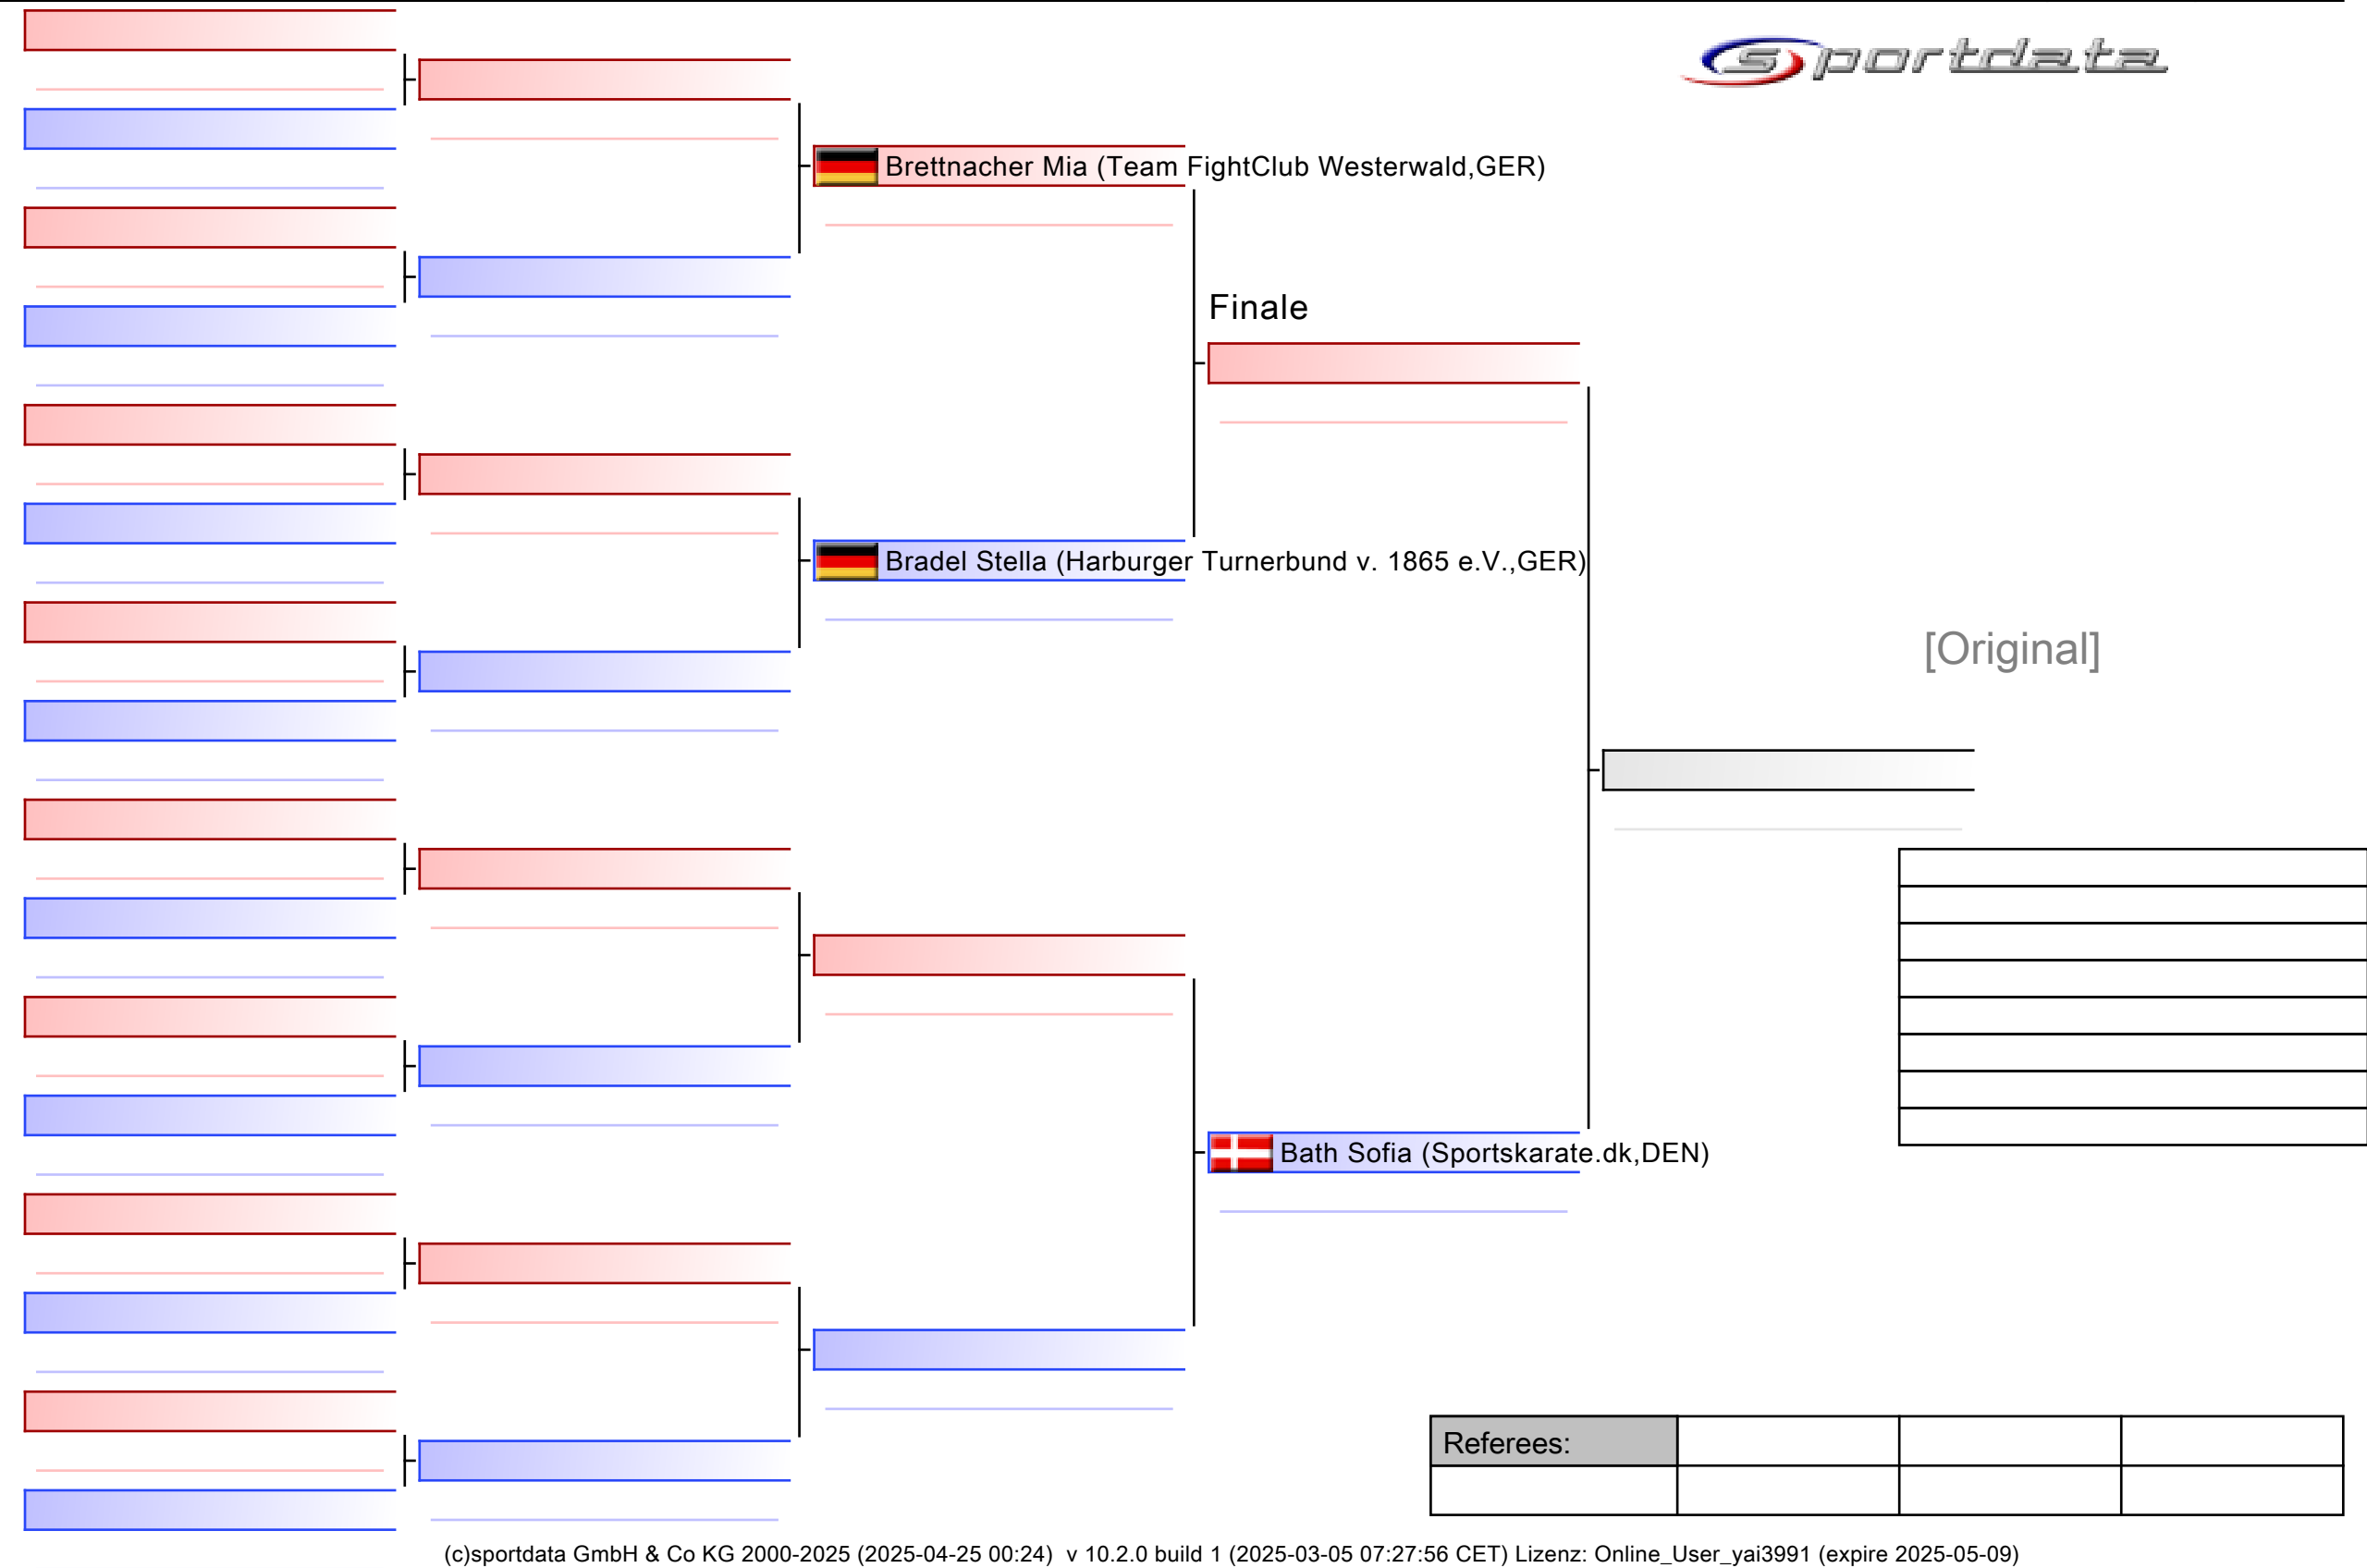 sportdata
Brettnacher Mia (Team FightClub Westerwald,GER)
Finale
Bradel Stella (Harburger Turnerbund v. 1865 e.V.,GER)
[Original]
Bath Sofia (Sportskarate.dk,DEN)
Referees:
(c)sportdata GmbH & Co KG 2000-2025 (2025-04-25 00:24)  v 10.2.0 build 1 (2025-03-05 07:27:56 CET) Lizenz: Online_User_yai3991 (expire 2025-05-09)